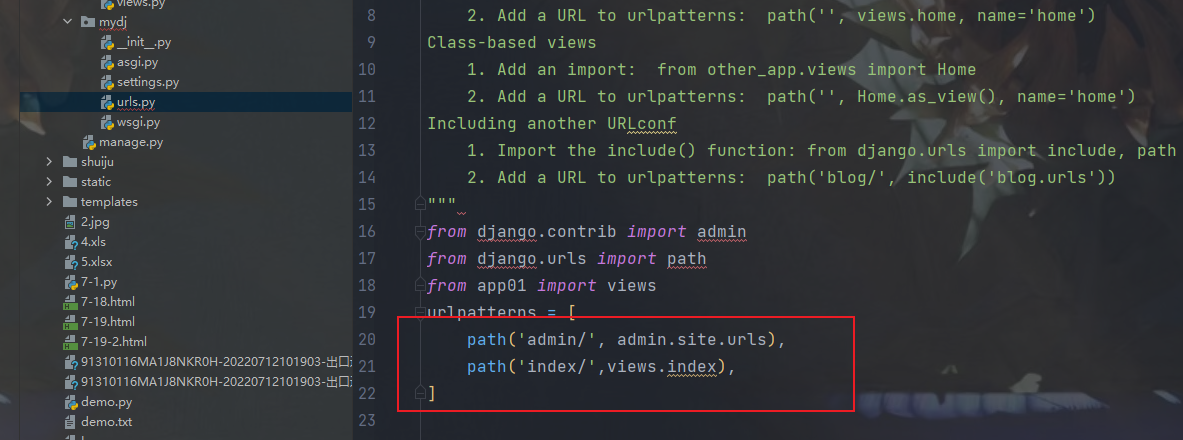 views.py
mydj
__init__.py
asgi.py
settings.py
urls.py
wsgi.py
manage.py
shuiju
static
templates
2.jpg
4.xls
5.xlsx
7-1.py
7-18.html
7-19.html
7-19-2.html
91310116MA1J8NKR0H-20220712101903-出口
91310116MA1J8NKR0H-20220712101903-出口
demo.py
demo.txt
8 2. Add a URL to urlpatterns:  path('', views.home, name='home')
9 Class-based views
10 1. Add an import:  from other_app.views import Home
11 2. Add a URL to urlpatterns:  path('', Home.as_view(), name='home')
12 Including another URLconf
13 1. Import the include() function: from django.urls import include, path
14 2. Add a URL to urlpatterns:  path('blog/', include('blog.urls'))
15 """
16 from django.contrib import admin
17 from django.urls import path
18 from app01 import views
19 urlpatterns = [
20 path('admin/', admin.site.urls),
21 path('index/',views.index),
22 ]
23